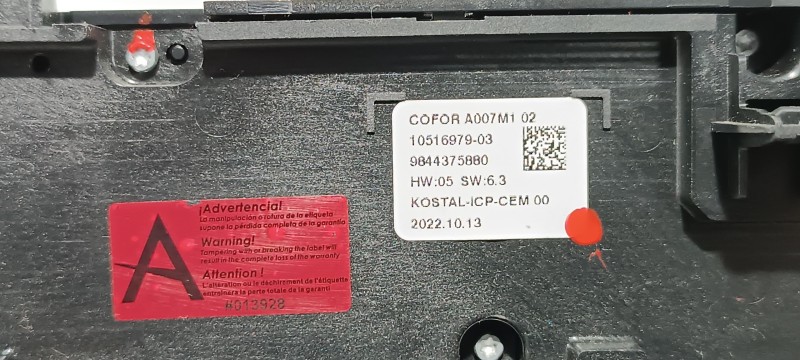 COFOR A007M1 02
10516979-03
9844375880
HW:05 SW:6.3
KOSTAL-ICP-CEM 00
2022.10.13
A
¡Advertencia!
La manipulación o rotura de la etiqueta
supone la pérdida completa de la garantía
Warning!
Tampering with or breaking the label will
result in the complete loss of the warranty
Attention !
L'alteration ou le déchirement de l'étiquette
entraînera la perte totale de la garanti
#013928